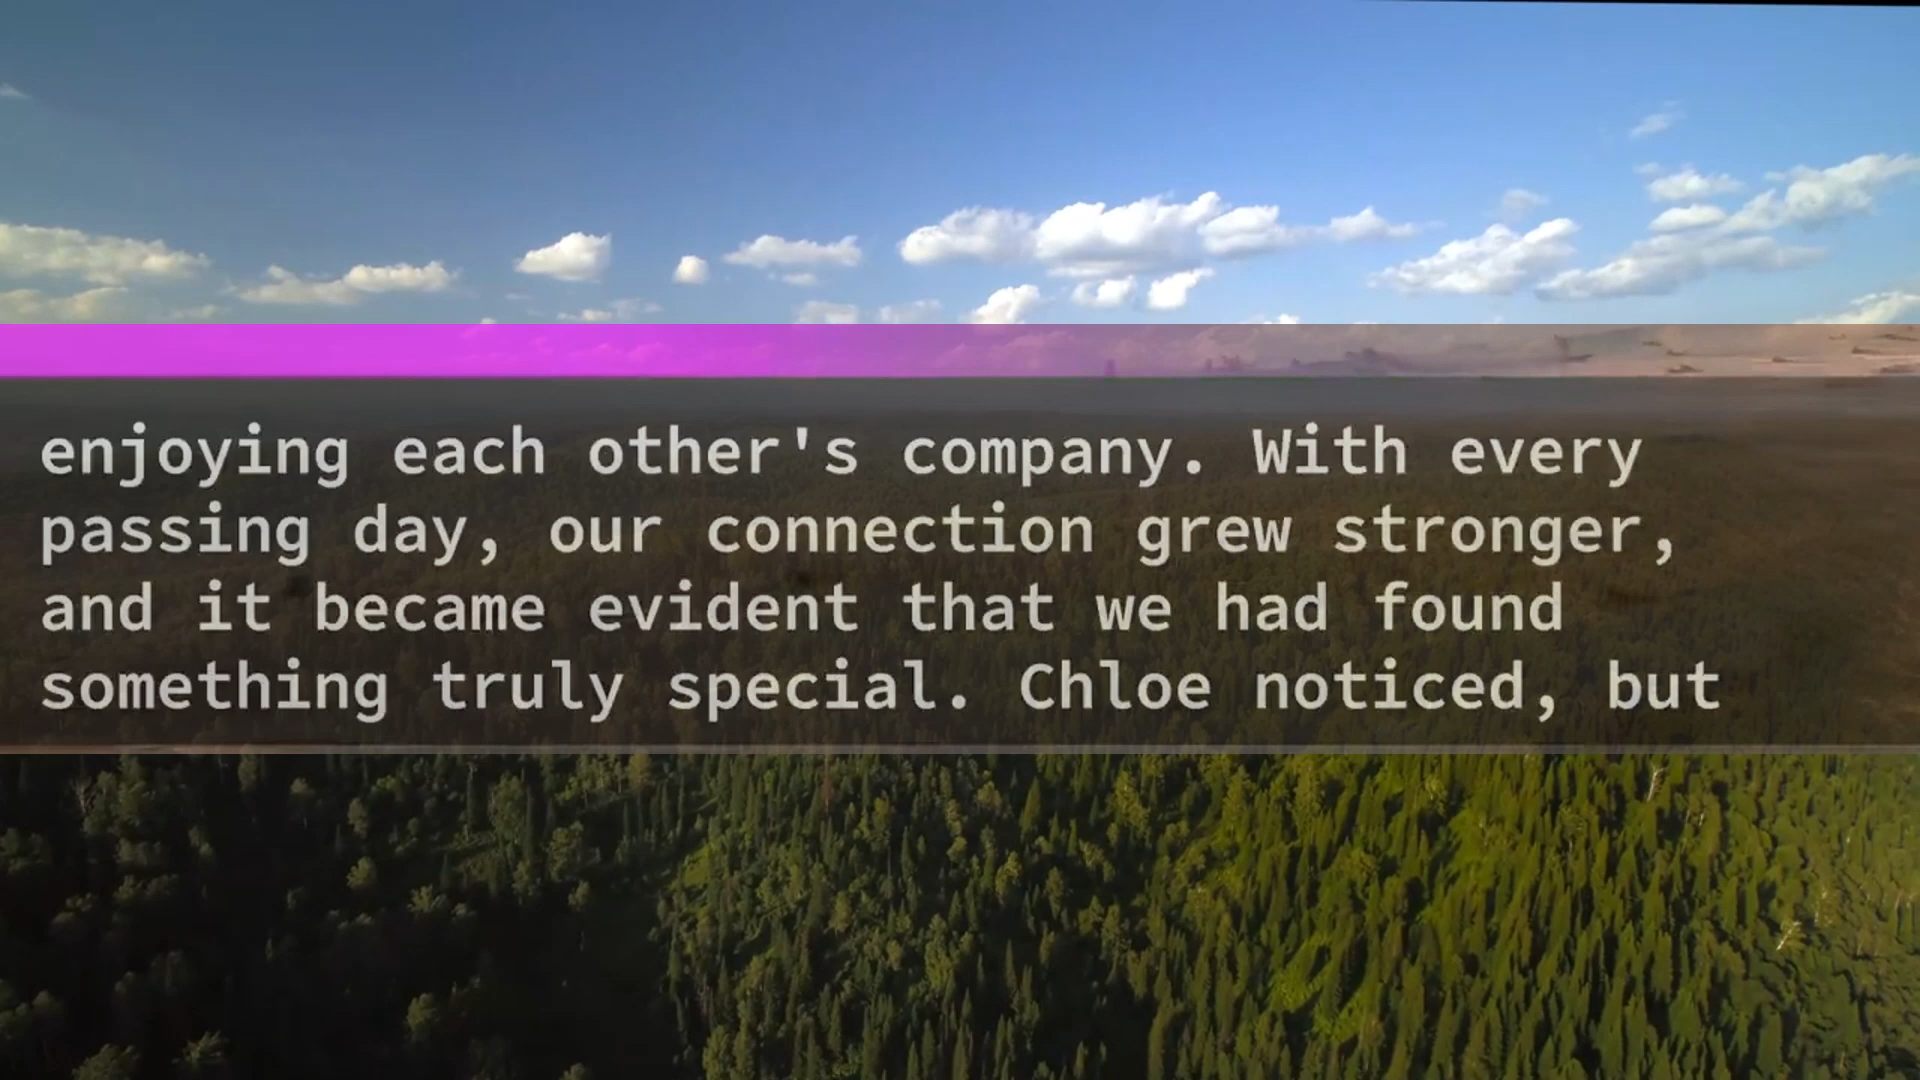 enjoying each other's company. With every
passing day, our connection grew stronger,
and it became evident that we had found
something truly special. Chloe noticed, but